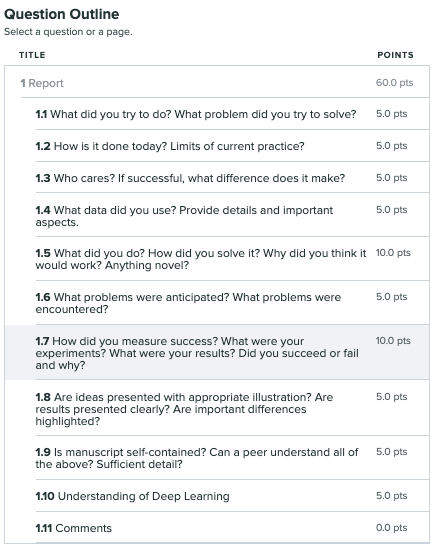 Question Outline
Select a question or a page.
TITLE POINTS
1 Report 60.0 pts
1.1 What did you try to do? What problem did you try to solve? 5.0 pts
1.2 How is it done today? Limits of current practice? 5.0 pts
1.3 Who cares? If successful, what difference does it make? 5.0 pts
1.4 What data did you use? Provide details and important 5.0 pts
aspects.
1.5 What did you do? How did you solve it? Why did you think it 10.0 pts
would work? Anything novel?
1.6 What problems were anticipated? What problems were 5.0 pts
encountered?
1.7 How did you measure success? What were your 10.0 pts
experiments? What were your results? Did you succeed or fail
and why?
1.8 Are ideas presented with appropriate illustration? Are 5.0 pts
results presented clearly? Are important differences
highlighted?
1.9 Is manuscript self-contained? Can a peer understand all of 5.0 pts
the above? Sufficient detail?
1.10 Understanding of Deep Learning 5.0 pts
1.11 Comments 0.0 pts